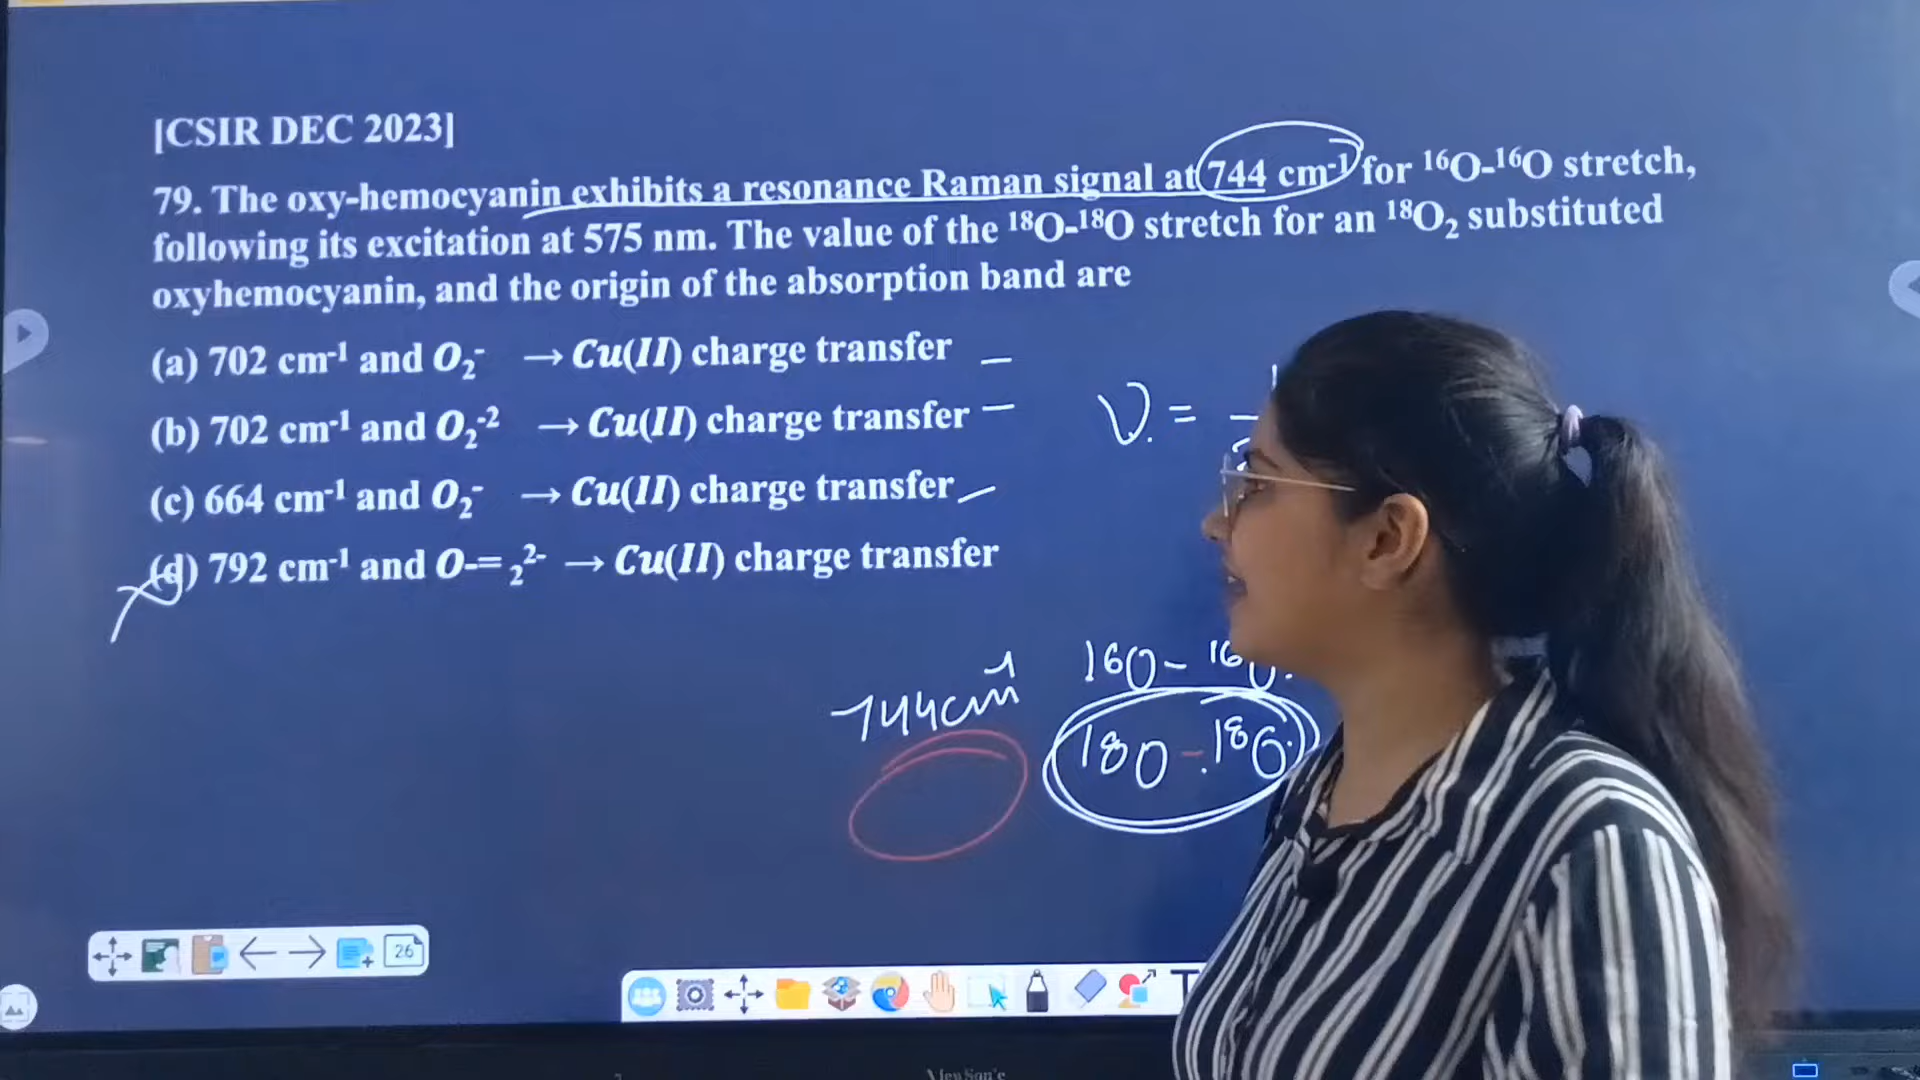 [CSIR DEC 2023]
79. The oxy-hemocyanin exhibits a resonance Raman signal at 744 cm⁻¹ for ¹⁶O-¹⁶O stretch,
following its excitation at 575 nm. The value of the ¹⁸O-¹⁸O stretch for an ¹⁸O₂ substituted
oxyhemocyanin, and the origin of the absorption band are
(a) 702 cm⁻¹ and O₂⁻ → Cu(II) charge transfer
(b) 702 cm⁻¹ and O₂⁻² → Cu(II) charge transfer
(c) 664 cm⁻¹ and O₂⁻ → Cu(II) charge transfer
(d) 792 cm⁻¹ and O-= ₂²⁻ → Cu(II) charge transfer
ν =
744cm⁻¹ ¹⁶O - ¹⁶O.
¹⁸O - ¹⁸O.
26
T